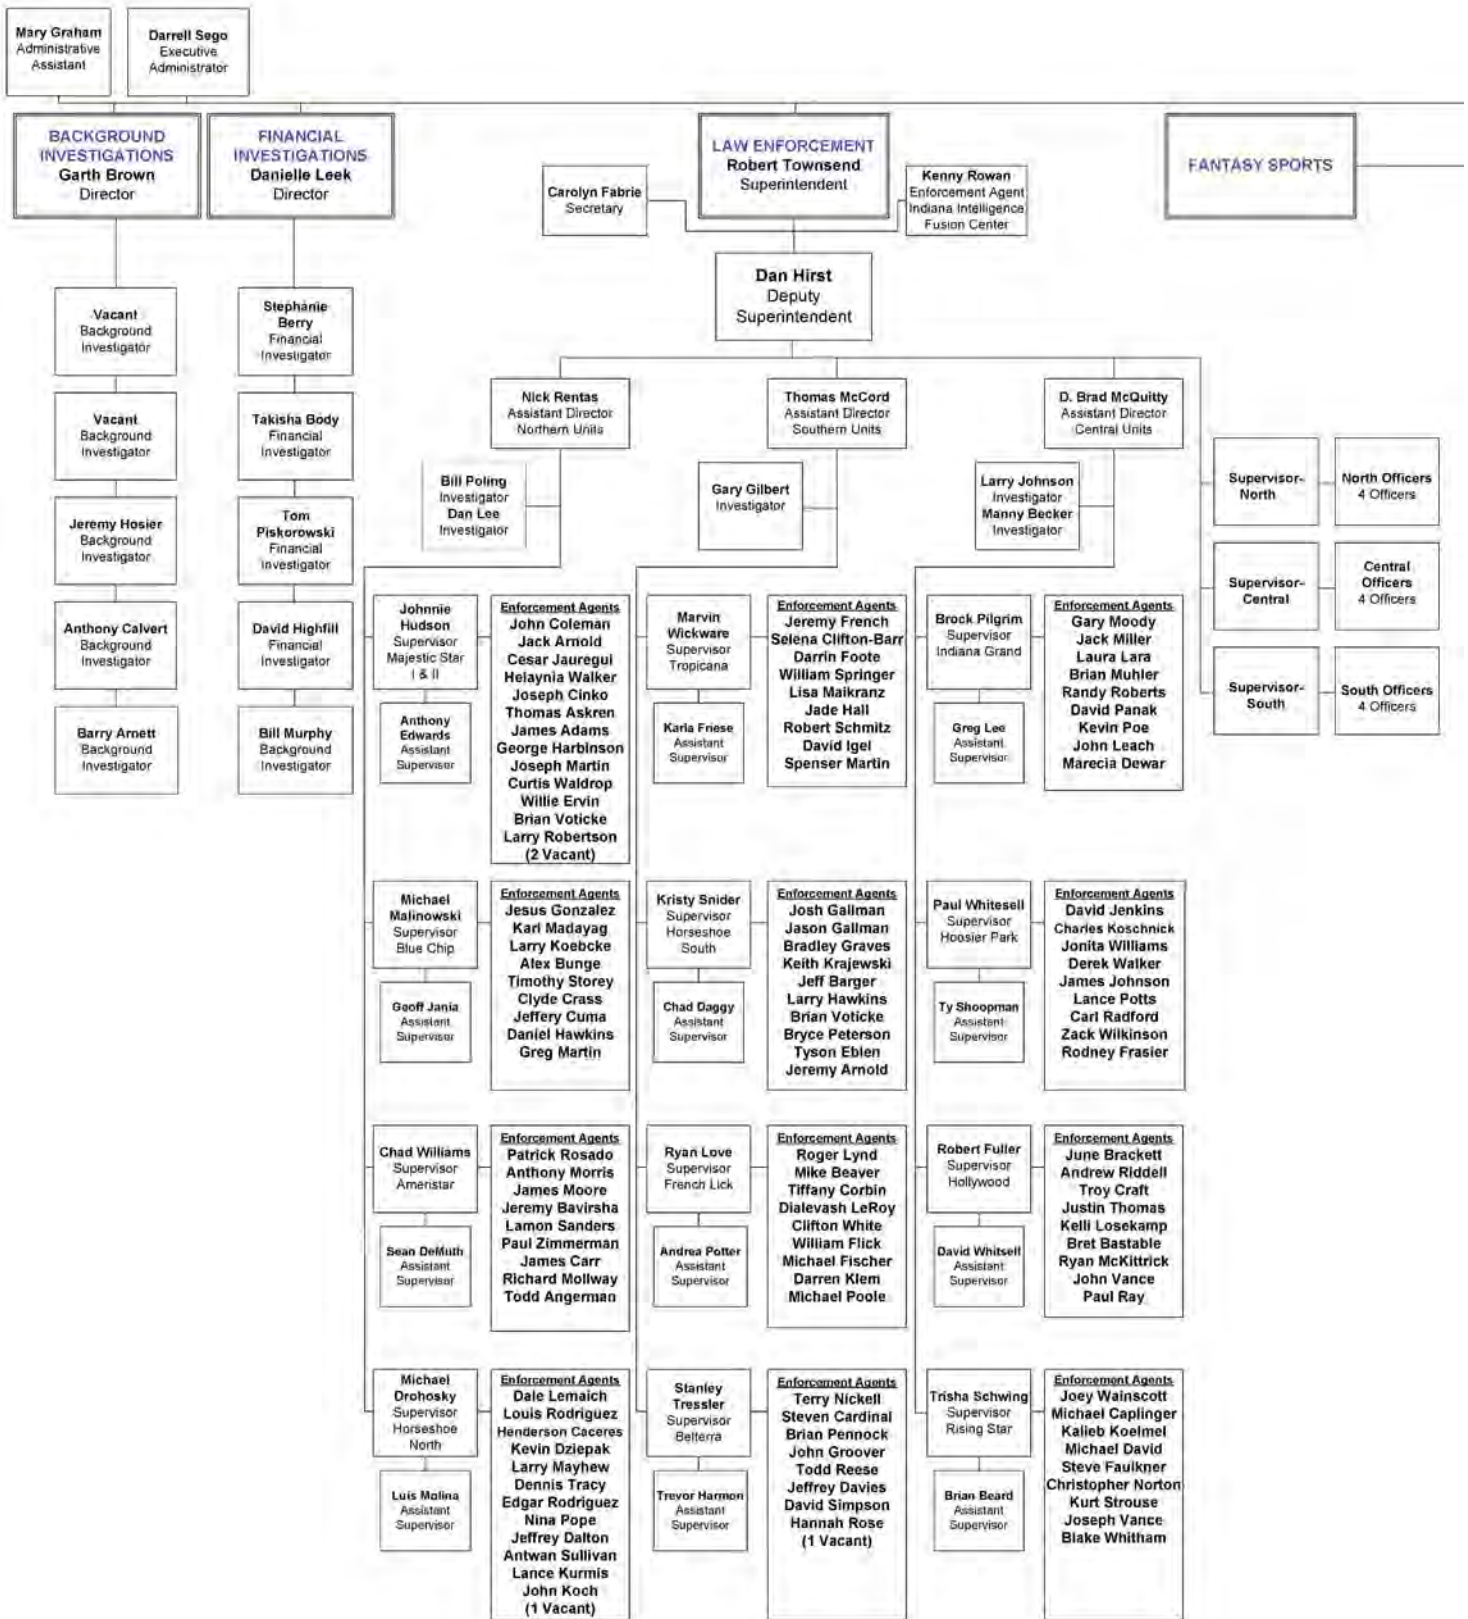 Mary Graham
Administrative
Assistant
Darrell Sego
Executive
Administrator
BACKGROUND
INVESTIGATIONS
Garth Brown
Director
FINANCIAL
INVESTIGATIONS
Danielle Leek
Director
LAW ENFORCEMENT
Robert Townsend
Superintendent
FANTASY SPORTS
Carolyn Fabrie
Secretary
Kenny Rowan
Enforcement Agent
Indiana Intelligence
Fusion Center
Dan Hirst
Deputy
Superintendent
Vacant
Background
Investigator
Vacant
Background
Investigator
Jeremy Hosier
Background
Investigator
Anthony Calvert
Background
Investigator
Barry Arnett
Background
Investigator
Stephanie
Berry
Financial
Investigator
Takisha Body
Financial
Investigator
Tom
Piskorowski
Financial
Investigator
David Highfill
Financial
Investigator
Bill Murphy
Background
Investigator
Nick Rentas
Assistant Director
Northern Units
Thomas McCord
Assistant Director
Southern Units
D. Brad McQuitty
Assistant Director
Central Units
Bill Poling
Investigator
Dan Lee
Investigator
Gary Gilbert
Investigator
Larry Johnson
Investigator
Manny Becker
Investigator
Supervisor-
North
North Officers
4 Officers
Supervisor-
Central
Central
Officers
4 Officers
Supervisor-
South
South Officers
4 Officers
Johnnie
Hudson
Supervisor
Majestic Star
I & II
Anthony
Edwards
Assistant
Supervisor
Enforcement Agents
John Coleman
Jack Arnold
Cesar Jauregui
Helaynia Walker
Joseph Cinko
Thomas Askren
James Adams
George Harbinson
Joseph Martin
Curtis Waldrop
Willie Ervin
Brian Voticke
Larry Robertson
(2 Vacant)
Marvin
Wickware
Supervisor
Tropicana
Karla Friese
Assistant
Supervisor
Enforcement Agents
Jeremy French
Selena Clifton-Barr
Darrin Foote
William Springer
Lisa Maikranz
Jade Hall
Robert Schmitz
David Igel
Spenser Martin
Brock Pilgrim
Supervisor
Indiana Grand
Greg Lee
Assistant
Supervisor
Enforcement Agents
Gary Moody
Jack Miller
Laura Lara
Brian Muhler
Randy Roberts
David Panak
Kevin Poe
John Leach
Marecia Dewar
Michael
Malinowski
Supervisor
Blue Chip
Geoff Jania
Assistant
Supervisor
Enforcement Agents
Jesus Gonzalez
Karl Madayag
Larry Koebcke
Alex Bunge
Timothy Storey
Clyde Crass
Jeffery Cuma
Daniel Hawkins
Greg Martin
Kristy Snider
Supervisor
Horseshoe
South
Chad Daggy
Assistant
Supervisor
Enforcement Agents
Josh Gallman
Jason Gallman
Bradley Graves
Keith Krajewski
Jeff Barger
Larry Hawkins
Brian Voticke
Bryce Peterson
Tyson Eblen
Jeremy Arnold
Paul Whitesell
Supervisor
Hoosier Park
Ty Shoopman
Assistant
Supervisor
Enforcement Agents
David Jenkins
Charles Koschnick
Jonita Williams
Derek Walker
James Johnson
Lance Potts
Carl Radford
Zack Wilkinson
Rodney Frasier
Chad Williams
Supervisor
Ameristar
Sean DeMuth
Assistant
Supervisor
Enforcement Agents
Patrick Rosado
Anthony Morris
James Moore
Jeremy Bavirsha
Lamon Sanders
Paul Zimmerman
James Carr
Richard Mollway
Todd Angerman
Ryan Love
Supervisor
French Lick
Andrea Potter
Assistant
Supervisor
Enforcement Agents
Roger Lynd
Mike Beaver
Tiffany Corbin
Dialevash LeRoy
Clifton White
William Flick
Michael Fischer
Darren Klem
Michael Poole
Robert Fuller
Supervisor
Hollywood
David Whitsell
Assistant
Supervisor
Enforcement Agents
June Brackett
Andrew Riddell
Troy Craft
Justin Thomas
Kelli Losekamp
Bret Bastable
Ryan McKittrick
John Vance
Paul Ray
Michael
Drohosky
Supervisor
Horseshoe
North
Luis Molina
Assistant
Supervisor
Enforcement Agents
Dale Lemaich
Louis Rodriguez
Henderson Caceres
Kevin Dziepak
Larry Mayhew
Dennis Tracy
Edgar Rodriguez
Nina Pope
Jeffrey Dalton
Antwan Sullivan
Lance Kurmis
John Koch
(1 Vacant)
Stanley
Tressler
Supervisor
Belterra
Trevor Harmon
Assistant
Supervisor
Enforcement Agents
Terry Nickell
Steven Cardinal
Brian Pennock
John Groover
Todd Reese
Jeffrey Davies
David Simpson
Hannah Rose
(1 Vacant)
Trisha Schwing
Supervisor
Rising Star
Brian Beard
Assistant
Supervisor
Enforcement Agents
Joey Wainscott
Michael Caplinger
Kalieb Koelmel
Michael David
Steve Faulkner
Christopher Norton
Kurt Strouse
Joseph Vance
Blake Whitham